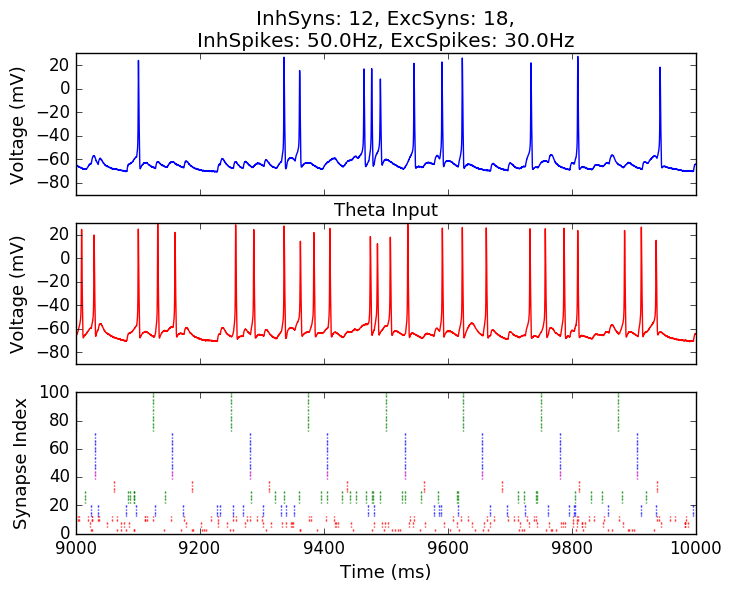 InhSyns: 12, ExcSyns: 18,
InhSpikes: 50.0Hz, ExcSpikes: 30.0Hz
20
0
−20
−40
−60
−80
Voltage (mV)
Theta Input
20
0
−20
−40
−60
−80
Voltage (mV)
100
80
60
40
20
0
Synapse Index
9000 9200 9400 9600 9800 10000
Time (ms)